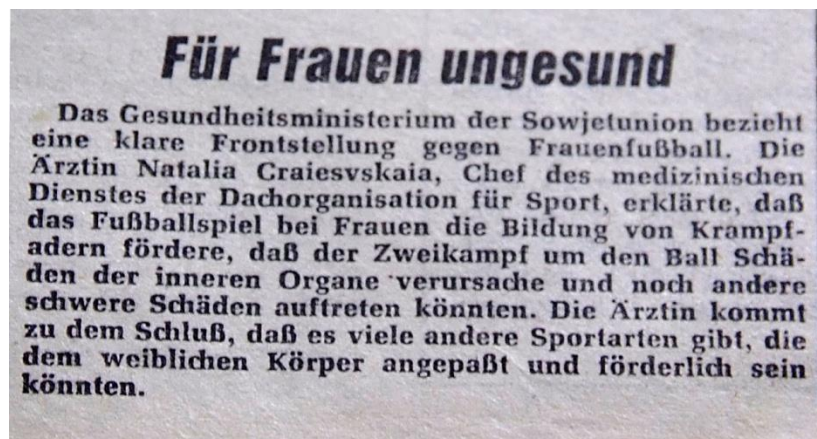 Für Frauen ungesund
Das Gesundheitsministerium der Sowjetunion bezieht
eine klare Frontstellung gegen Frauenfußball. Die
Ärztin Natalia Craiesvskaia, Chef des medizinischen
Dienstes der Dachorganisation für Sport, erklärte, daß
das Fußballspiel bei Frauen die Bildung von Krampf-
adern fördere, daß der Zweikampf um den Ball Schä-
den der inneren Organe verursache und noch andere
schwere Schäden auftreten könnten. Die Ärztin kommt
zu dem Schluß, daß es viele andere Sportarten gibt, die
dem weiblichen Körper angepaßt und förderlich sein
könnten.